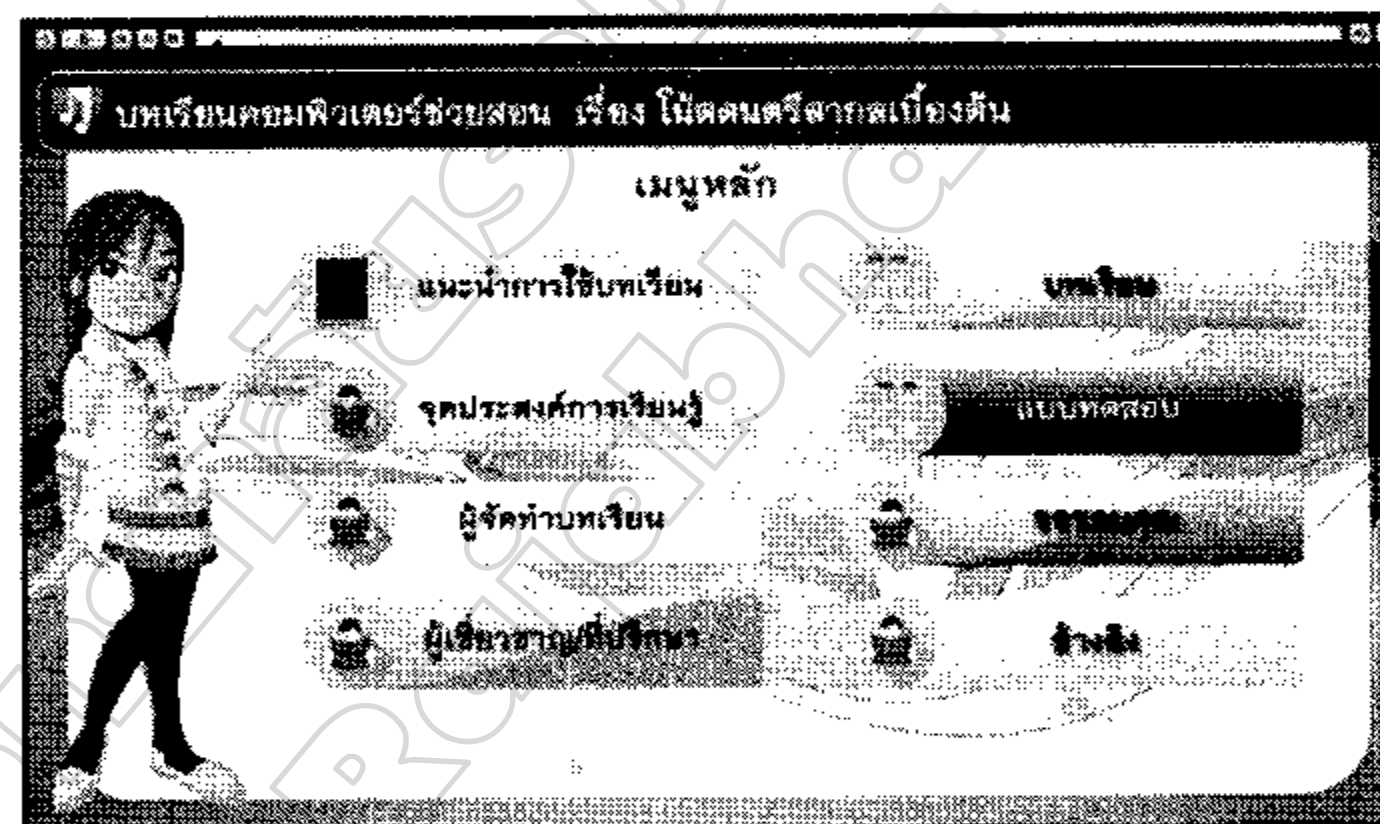 บทเรียนคอมพิวเตอร์ช่วยสอน เรื่อง โน้ตดนตรีสากลเบื้องต้น
เมนูหลัก
แนะนำการใช้บทเรียน
บทเรียน
จุดประสงค์การเรียนรู้
แบบทดสอบ
ผู้จัดทำบทเรียน
ผู้เชี่ยวชาญ/ที่ปรึกษา
อ้างอิง